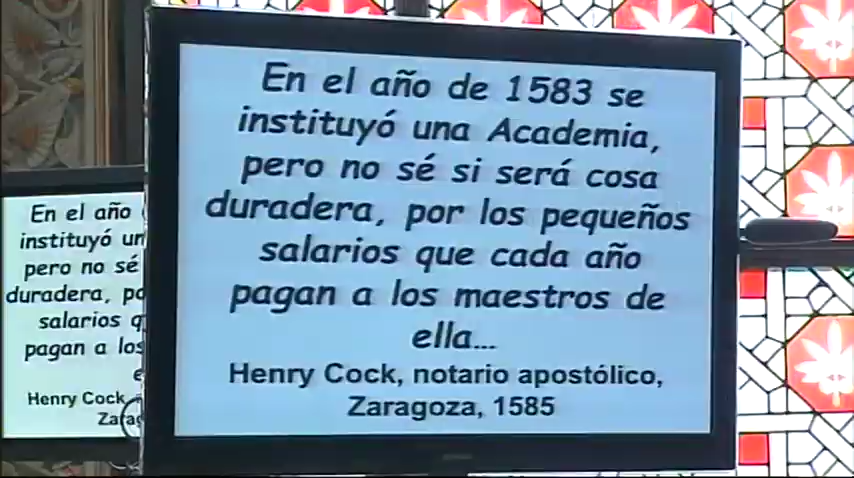 En el año de 1583 se
instituyó una Academia,
pero no sé si será cosa
duradera, por los pequeños
salarios que cada año
pagan a los maestros de
ella...
Henry Cock, notario apostólico,
Zaragoza, 1585
En el año
instituyó un
pero no sé
duradera, po
salarios q
pagan a los
e
Henry Cock,
Zarag